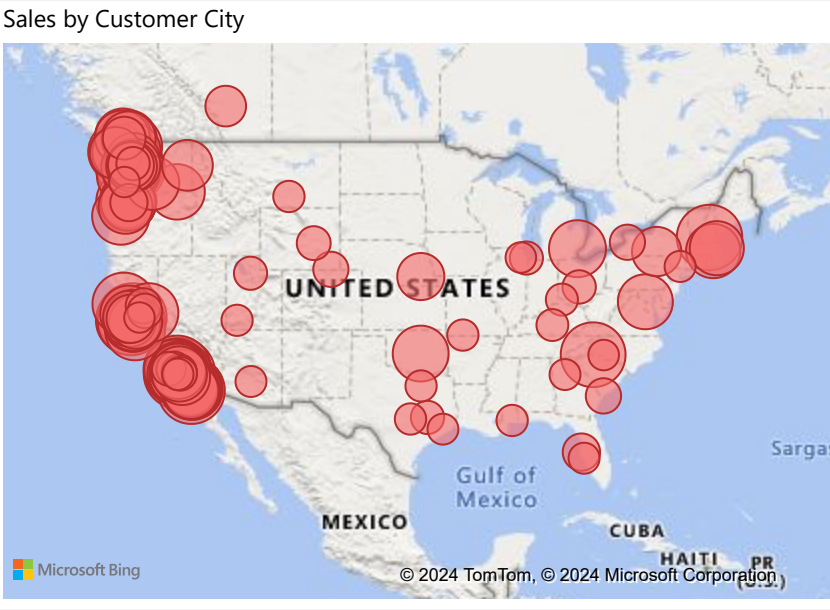 Sales by Customer City
UNITED STATES
Sargas
Gulf of
Mexico
MEXICO
CUBA
HAITI
PR
(U.S.)
Microsoft Bing
© 2024 TomTom, © 2024 Microsoft Corporation